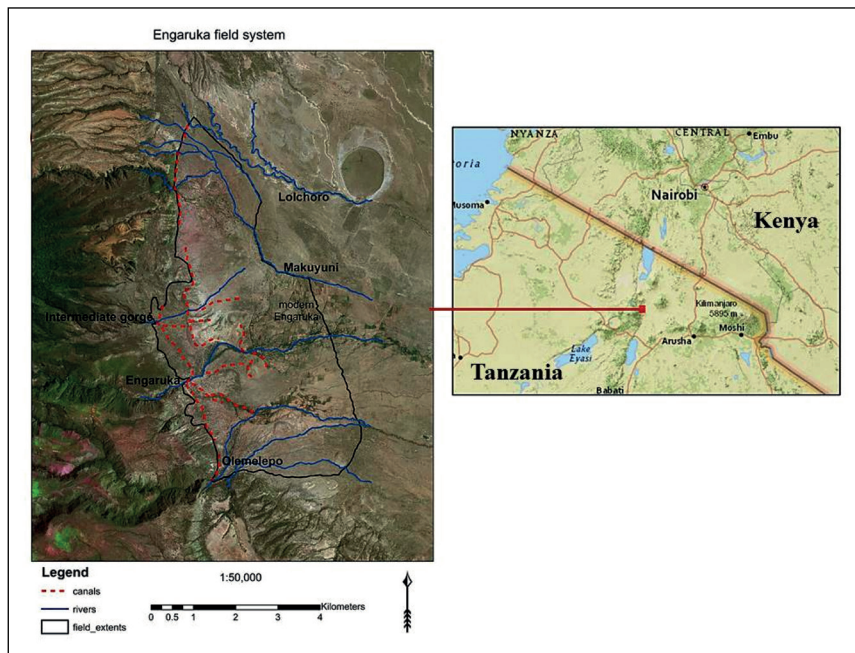 Engaruka field system
Lolchoro
Makuyuni
modern
Engaruka
Intermediate gorge
Engaruka
Olemelepo
Legend
canals
rivers
field_extents
1:50,000
0 0.5 1 2 3 4
Kilometers
NYANZA
CENTRAL
Embu
toria
Nairobi
Musoma
Kenya
Kilimanjaro
5895 m
Moshi
Arusha
Lake
Eyasi
Tanzania
Babati